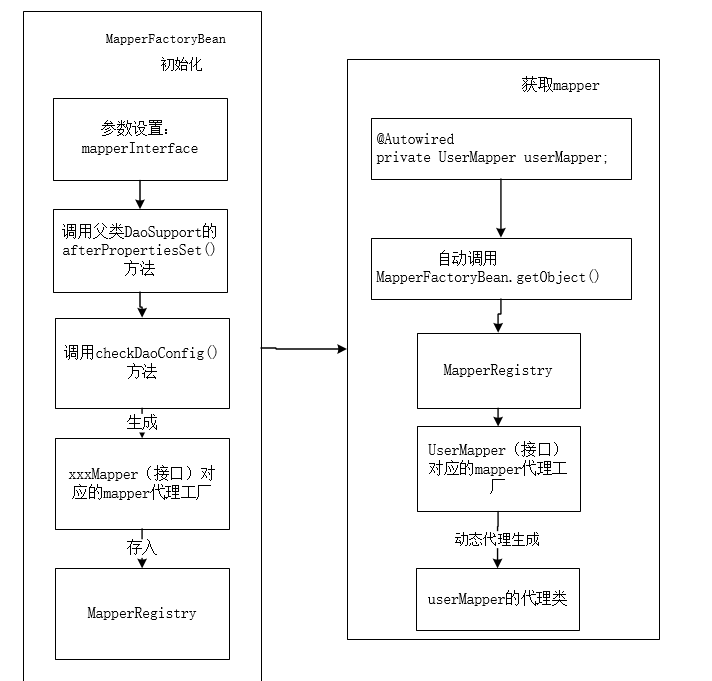 MapperFactoryBean
初始化
参数设置：
mapperInterface
调用父类DaoSupport的
afterPropertiesSet()
方法
调用checkDaoConfig()
方法
生成
xxxMapper（接口）对
应的mapper代理工厂
存入
MapperRegistry
获取mapper
@Autowired
private UserMapper userMapper;
自动调用
MapperFactoryBean.getObject()
MapperRegistry
UserMapper（接口）
对应的mapper代理工
厂
动态代理生成
userMapper的代理类